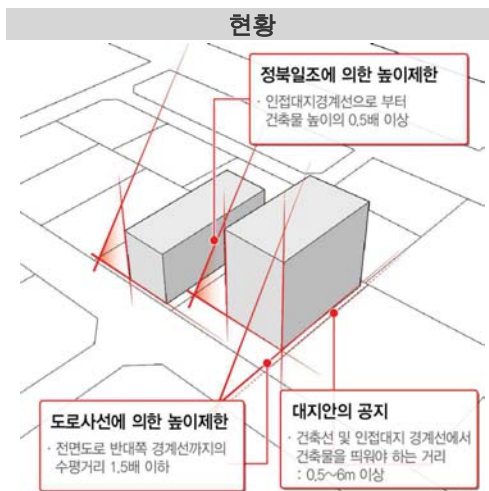 현황
정북일조에 의한 높이제한
· 인접대지경계선으로 부터
건축물 높이의 0.5배 이상
도로사선에 의한 높이제한
· 전면도로 반대쪽 경계선까지의
수평거리 1.5배 이하
대지안의 공지
· 건축선 및 인접대지 경계선에서
건축물을 띄워야 하는 거리
: 0.5~6m 이상